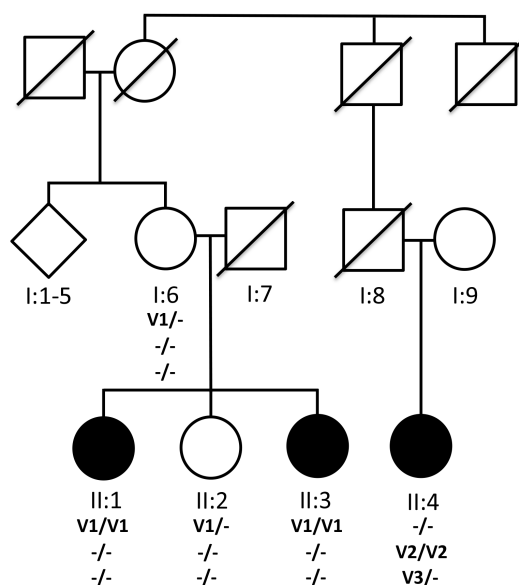 I:1-5
I:6
I:7
I:8
I:9
V1/-
-/-
-/-
II:1
II:2
II:3
II:4
V1/V1
V1/-
V1/V1
-/-
-/-
-/-
-/-
V2/V2
-/-
-/-
-/-
V3/-